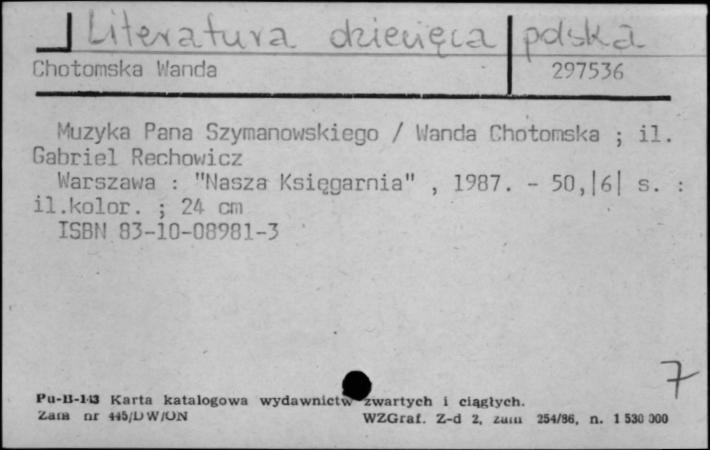 Literatura dziecięca polska
Chotomska Wanda 297536
Muzyka Pana Szymanowskiego / Wanda Chotomska ; il.
Gabriel Rechowicz
Warszawa : "Nasza Księgarnia" , 1987. - 50,|6| s. :
il.kolor. ; 24 cm
ISBN 83-10-08981-3
7
Pu-B-143 Karta katalogowa wydawnictw zwartych i ciągłych.
Zam nr 445/DW/ON WZGraf. Z-d 2, zam 254/86, n. 1 530 000